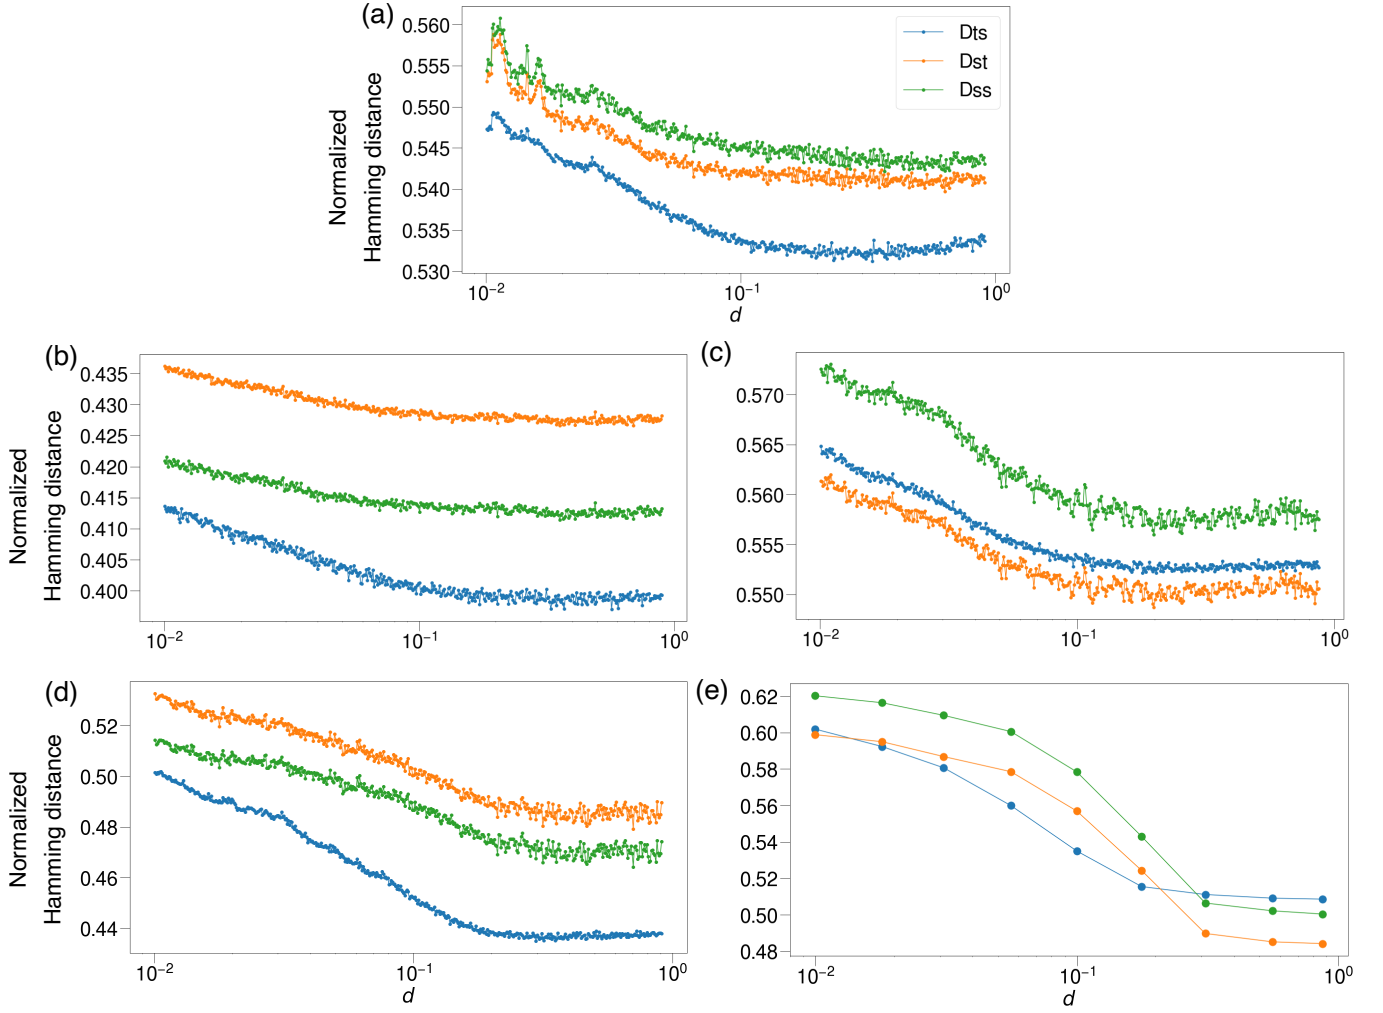 (a)
Normalized
Hamming distance
0.560
0.555
0.550
0.545
0.540
0.535
0.530
Dts
Dst
Dss
10⁻² 10⁻¹ 10⁰
d
(b)
Normalized
Hamming distance
0.435
0.430
0.425
0.420
0.415
0.410
0.405
0.400
10⁻² 10⁻¹ 10⁰
(c)
0.570
0.565
0.560
0.555
0.550
10⁻² 10⁻¹ 10⁰
(d)
Normalized
Hamming distance
0.52
0.50
0.48
0.46
0.44
10⁻² 10⁻¹ 10⁰
d
(e)
0.62
0.60
0.58
0.56
0.54
0.52
0.50
0.48
10⁻² 10⁻¹ 10⁰
d